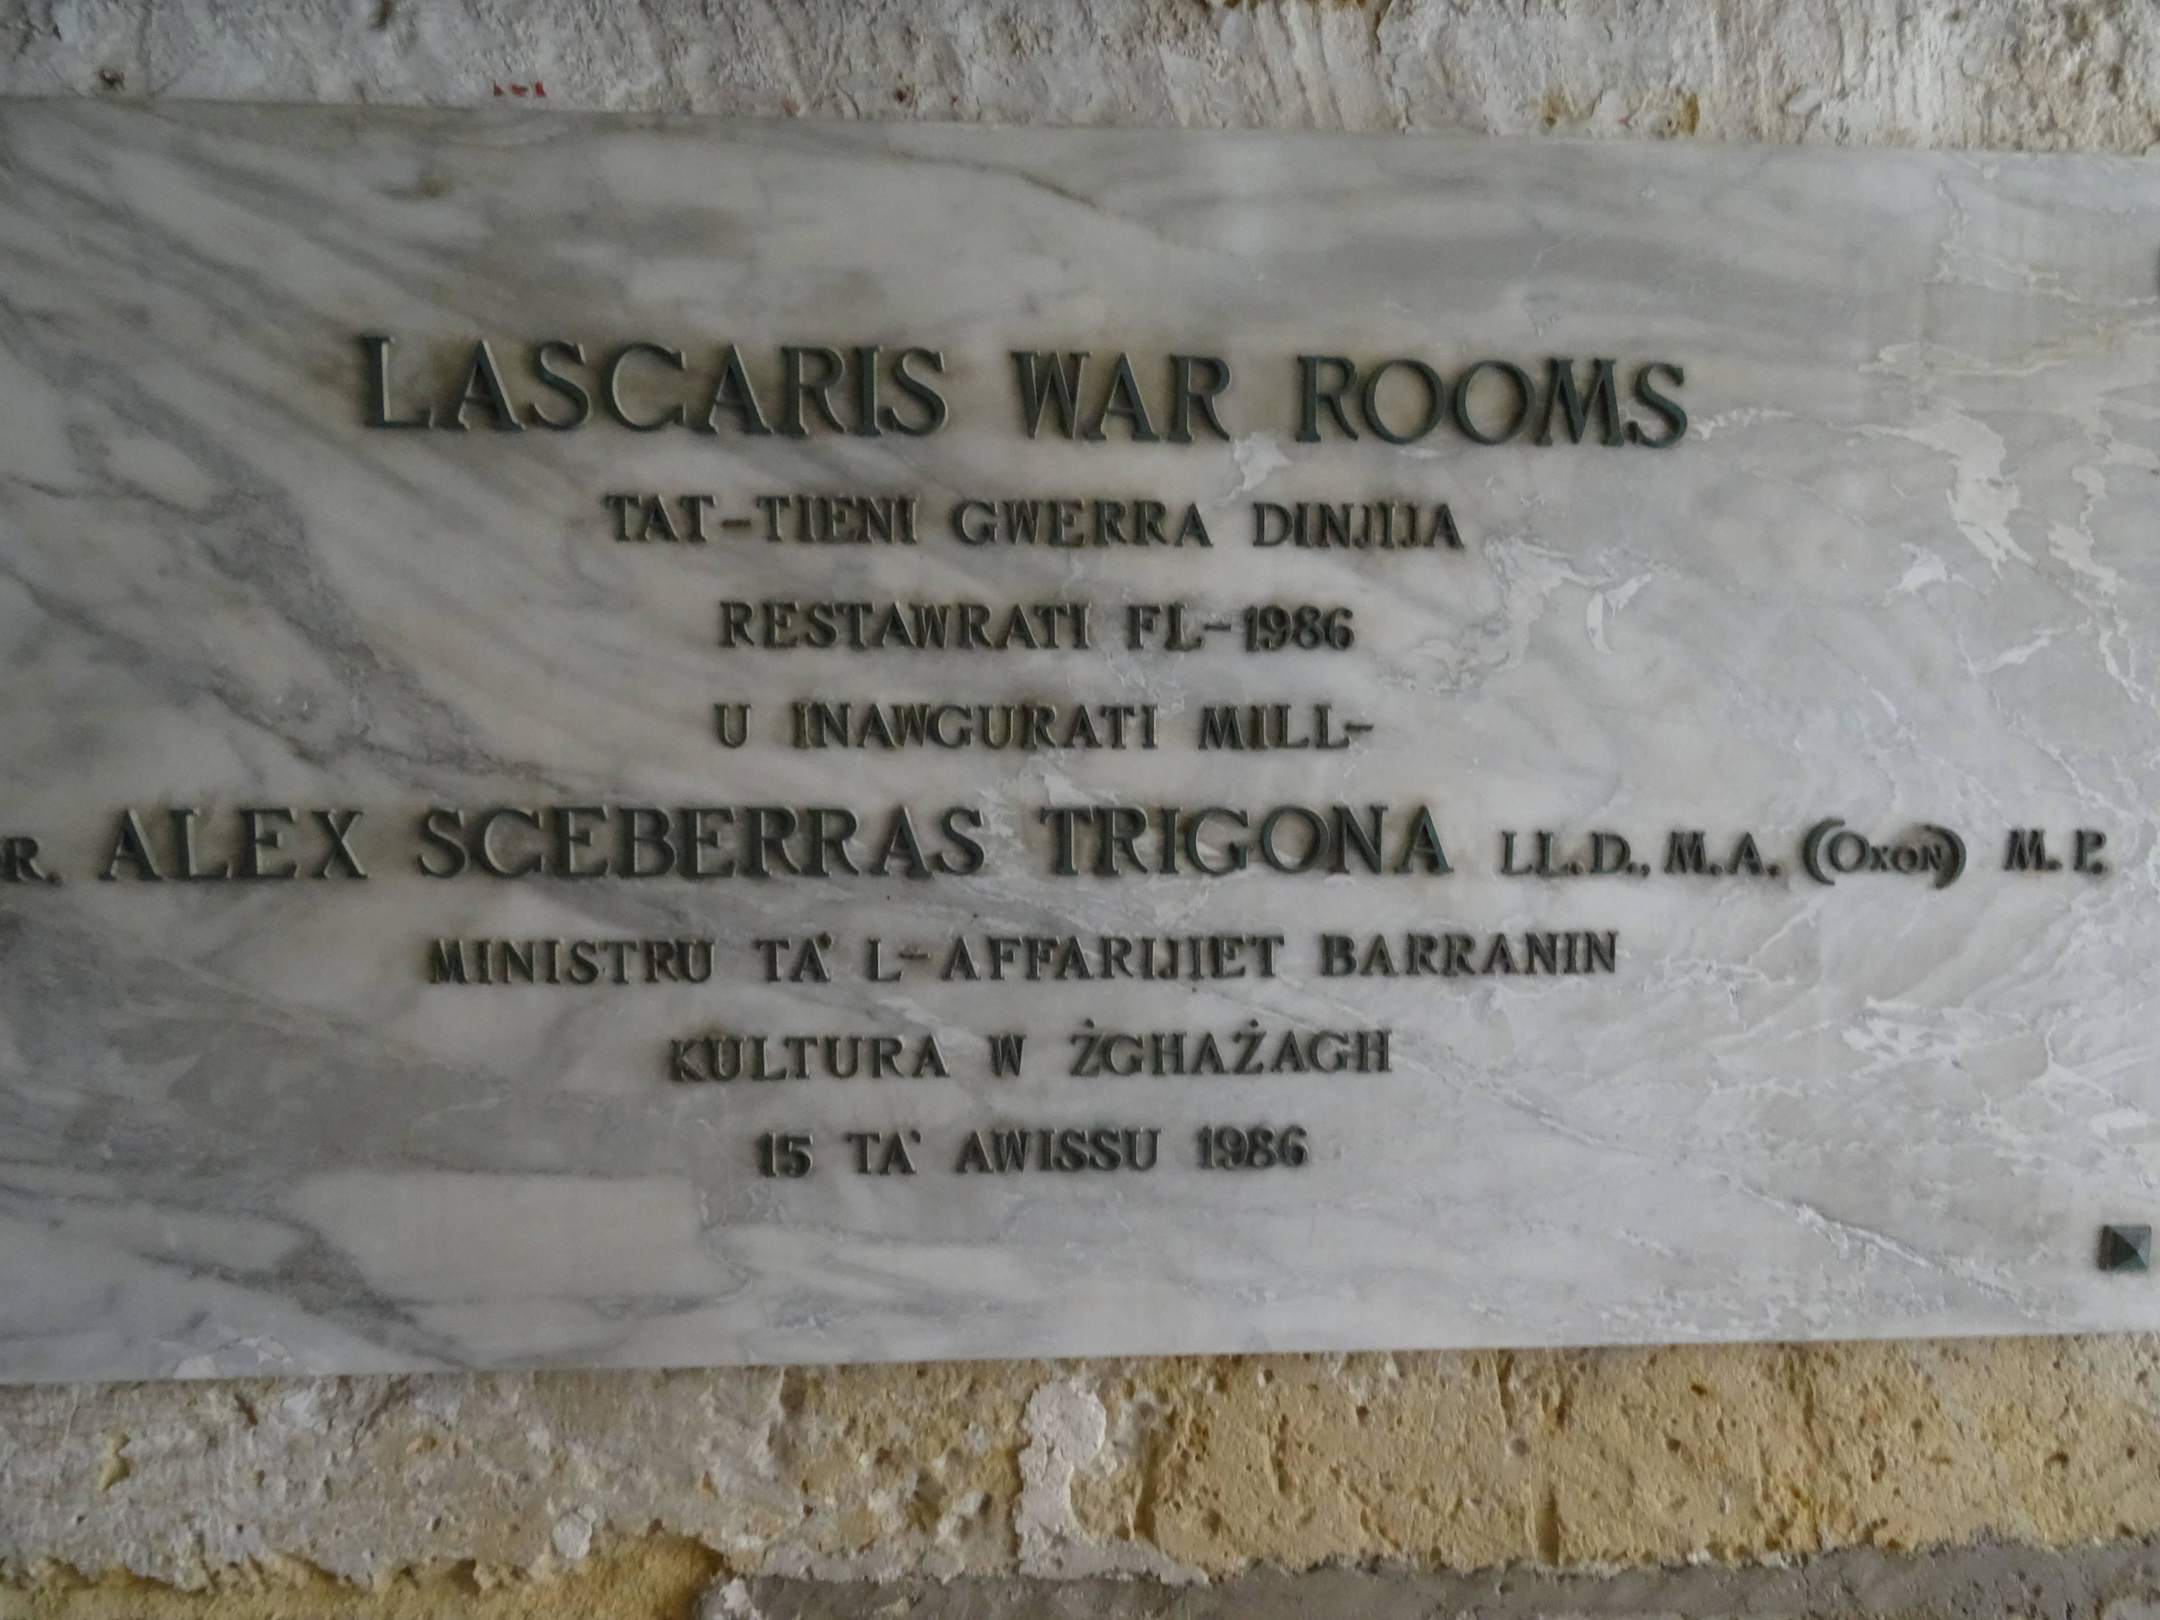 LASCARIS WAR ROOMS
TAT-TIENI GWERRA DINJIJA
RESTAWRATI FL-1986
U INAWGURATI MILL-
R. ALEX SCEBERRAS TRIGONA LL.D., M.A. (OXON) M.P.
MINISTRU TA' L-AFFARIJIET BARRANIN
KULTURA W ŻGHAŻAGH
15 TA' AWISSU 1986